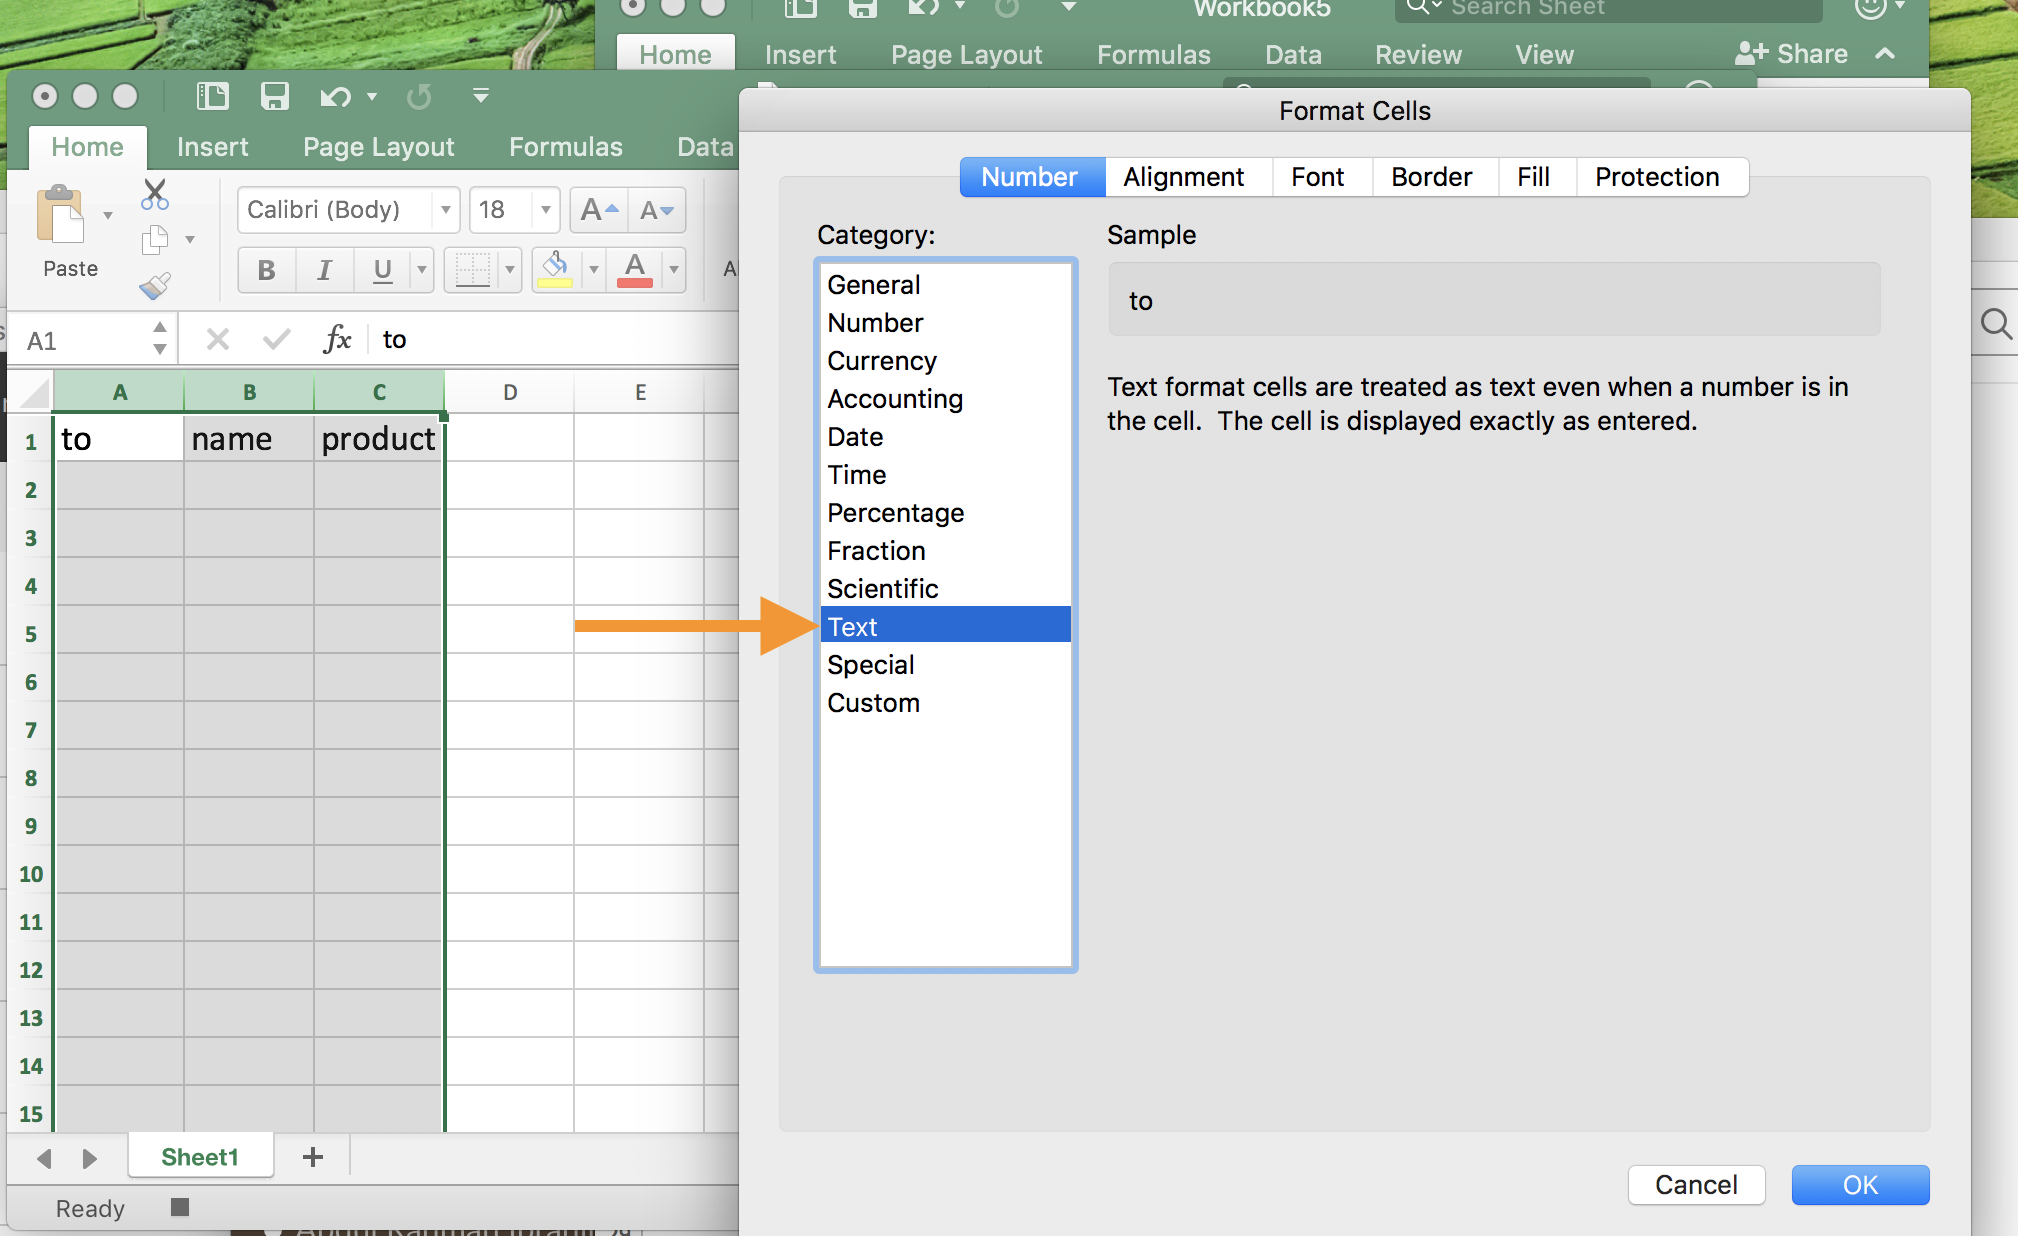 Workbook5
Search Sheet
Home Insert Page Layout Formulas Data Review View Share
Home Insert Page Layout Formulas Data
Paste
Calibri (Body) 18 A A
B I U A
A1 fx to
A B C D E
1 to name product
2
3
4
5
6
7
8
9
10
11
12
13
14
15
Sheet1 +
Ready
Format Cells
Number Alignment Font Border Fill Protection
Category:
General
Number
Currency
Accounting
Date
Time
Percentage
Fraction
Scientific
Text
Special
Custom
Sample
to
Text format cells are treated as text even when a number is in
the cell.  The cell is displayed exactly as entered.
Cancel OK